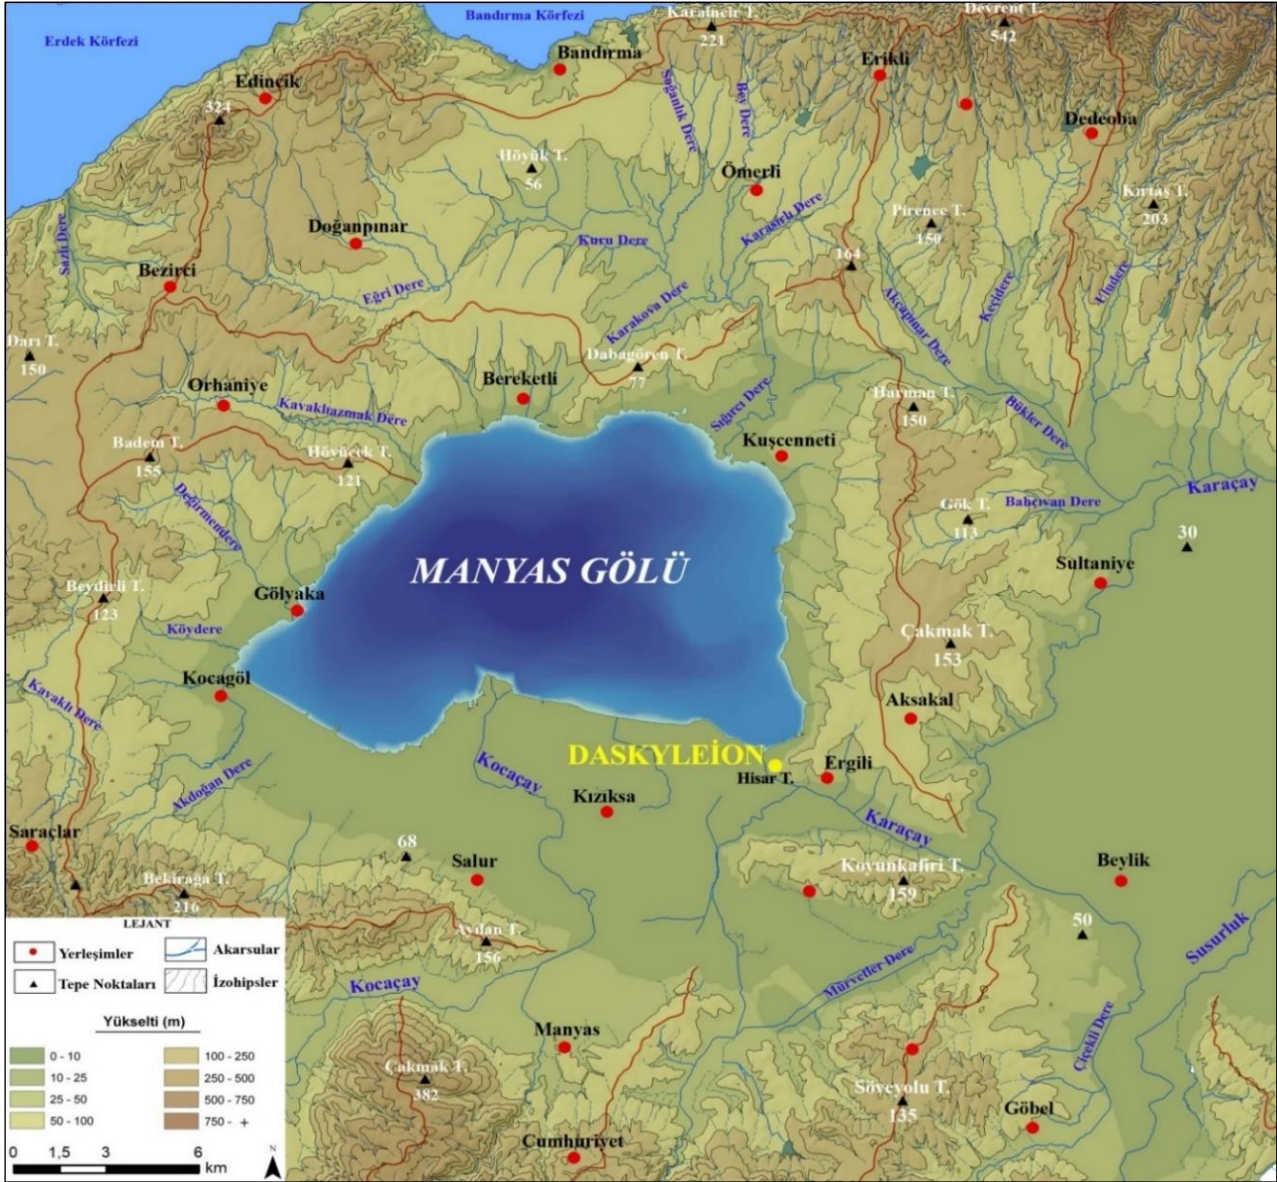 Bandırma Körfezi
Erdek Körfezi
Karaincir T.
221
Devrent T.
542
Bandırma
Erikli
Edinçik
324
Soğanlık Dere
Bey Dere
Dedeoba
Höyük T.
56
Ömerli
Kırtaş T.
203
Sazlı Dere
Doğanpınar
Kuru Dere
Karasırlı Dere
Pirence T.
150
Bezirci
164
Eğri Dere
Karakova Dere
Akçapınar Dere
Keçidere
Uludere
Darı T.
150
Dabagören T.
77
Orhaniye
Bereketli
Kavaklıazmak Dere
Sığırcı Dere
Harman T.
150
Bükler Dere
Badem T.
155
Höyücek T.
121
Kuşcenneti
Karaçay
Değirmendere
Gök T.
113
Bahçıvan Dere
30
MANYAS GÖLÜ
Sultaniye
Beydirli T.
123
Gölyaka
Köydere
Çakmak T.
153
Kocagöl
Kavaklı Dere
Aksakal
DASKYLEİON
Hisar T.
Ergili
Kocaçay
Akdoğan Dere
Kızıksa
Karaçay
Saraçlar
68
Salur
Koyunkafiri T.
159
Beylik
Bekirağa T.
216
50
Aydan T.
156
Susurluk
Mürvetler Dere
Kocaçay
Manyas
Çiçekli Dere
Çakmak T.
382
Söveyolu T.
135
Göbel
Cumhuriyet
LEJANT
Yerleşimler
Akarsular
Tepe Noktaları
İzohipsler
Yükselti (m)
0 - 10
100 - 250
10 - 25
250 - 500
25 - 50
500 - 750
50 - 100
750 - +
0 1,5 3 6
km
N